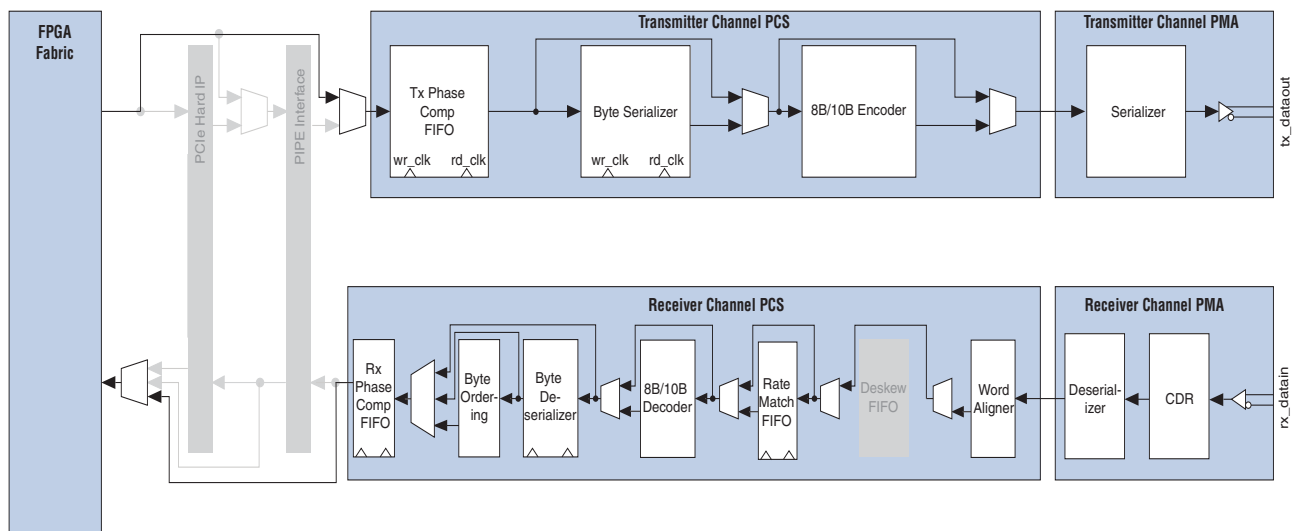 FPGA
Fabric
PCIe Hard IP
PIPE Interface
Transmitter Channel PCS
Tx Phase
Comp
FIFO
wr_clk
rd_clk
Byte Serializer
wr_clk
rd_clk
8B/10B Encoder
Transmitter Channel PMA
Serializer
tx_dataout
Receiver Channel PCS
Rx
Phase
Comp
FIFO
Byte
Order-
ing
Byte
De-
serializer
8B/10B
Decoder
Rate
Match
FIFO
Deskew
FIFO
Word
Aligner
Receiver Channel PMA
Deserial-
izer
CDR
rx_datain